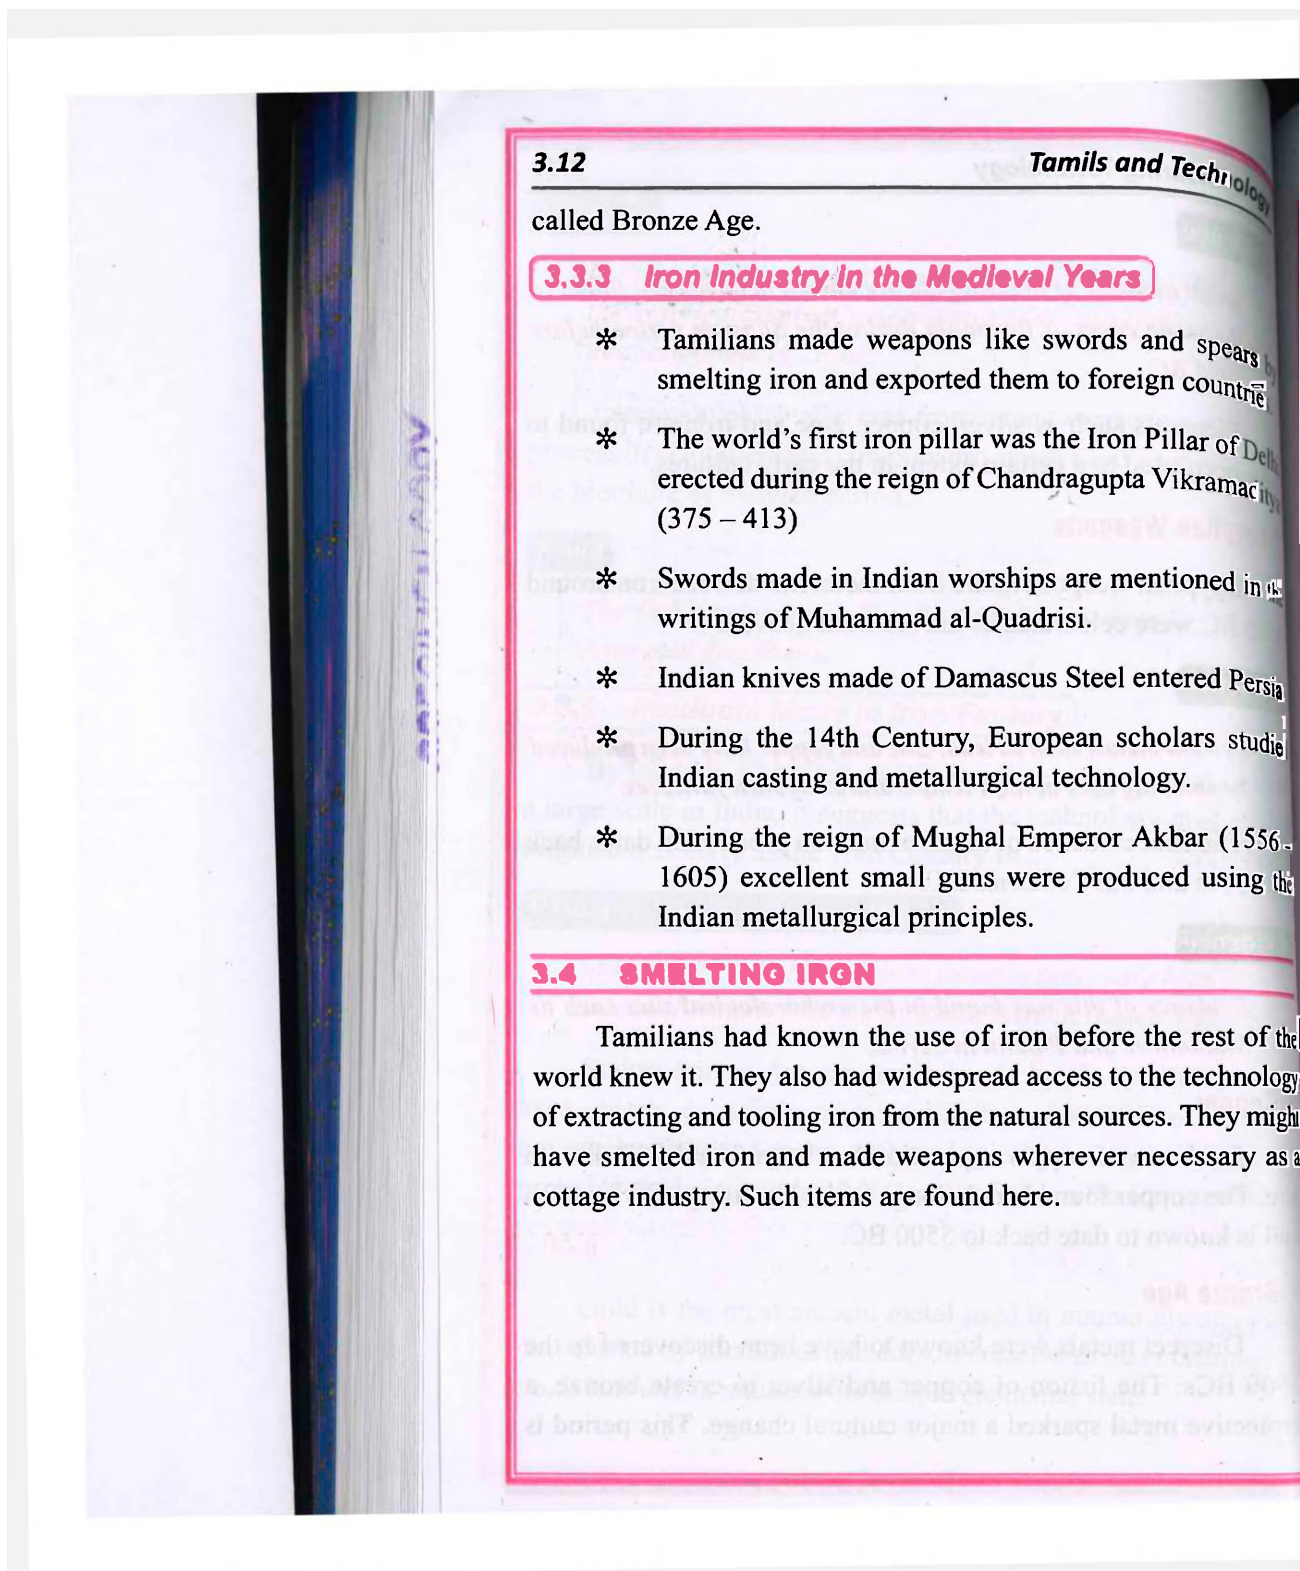 3.12 Tamils and Technology
called Bronze Age.
3.3.3 Iron Industry in the Medieval Years
* Tamilians made weapons like swords and spears by
smelting iron and exported them to foreign countrie
* The world's first iron pillar was the Iron Pillar of Delhi
erected during the reign of Chandragupta Vikramaditya
(375 – 413)
* Swords made in Indian worships are mentioned in the
writings of Muhammad al-Quadrisi.
* Indian knives made of Damascus Steel entered Persia
* During the 14th Century, European scholars studie
Indian casting and metallurgical technology.
* During the reign of Mughal Emperor Akbar (1556 -
1605) excellent small guns were produced using the
Indian metallurgical principles.
3.4 SMELTING IRON
Tamilians had known the use of iron before the rest of the
world knew it. They also had widespread access to the technology
of extracting and tooling iron from the natural sources. They might
have smelted iron and made weapons wherever necessary as a
cottage industry. Such items are found here.